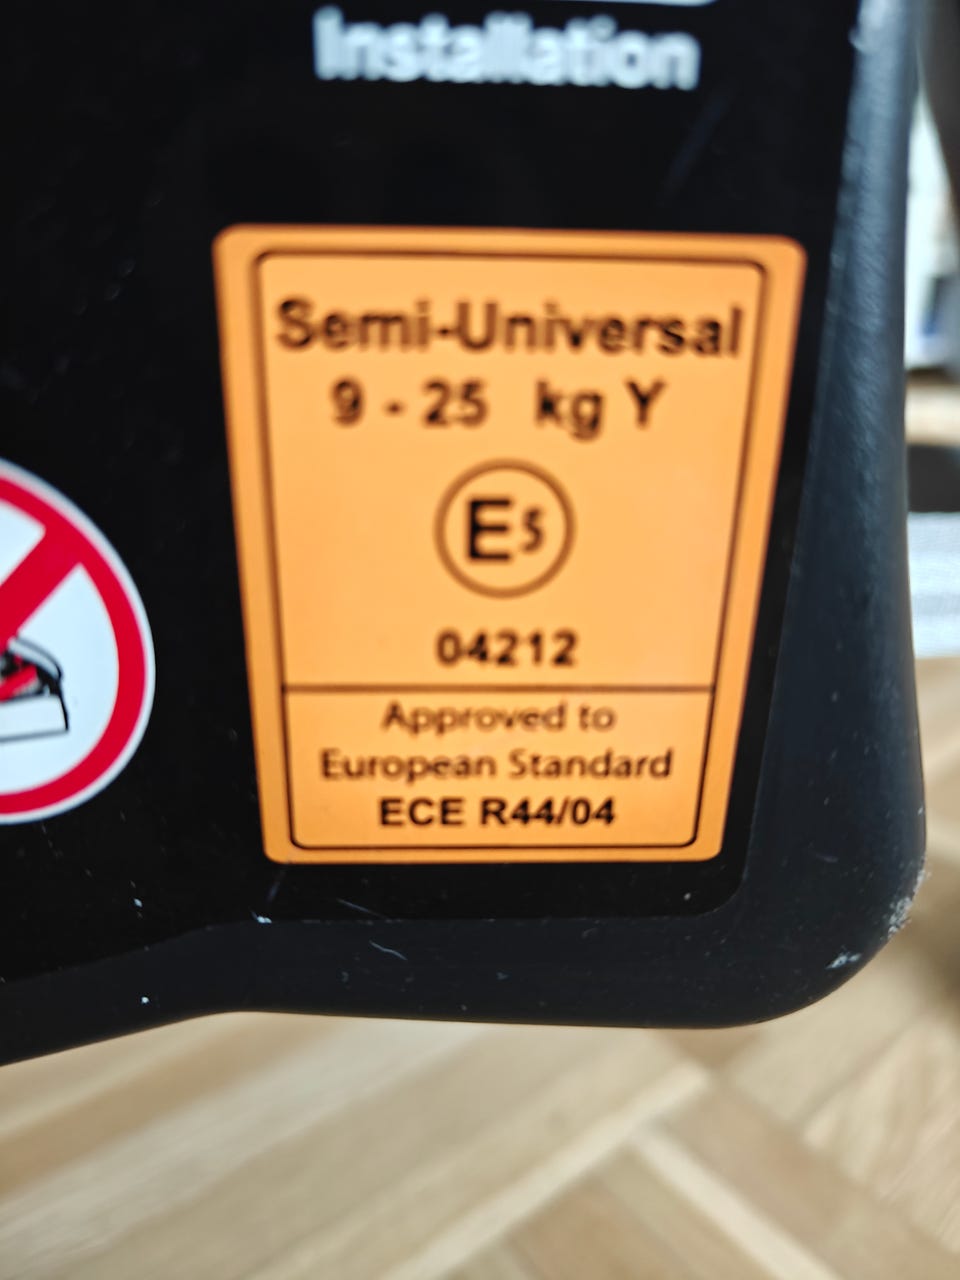 Installation
Semi-Universal
9 - 25 kg Y
E5
04212
Approved to
European Standard
ECE R44/04